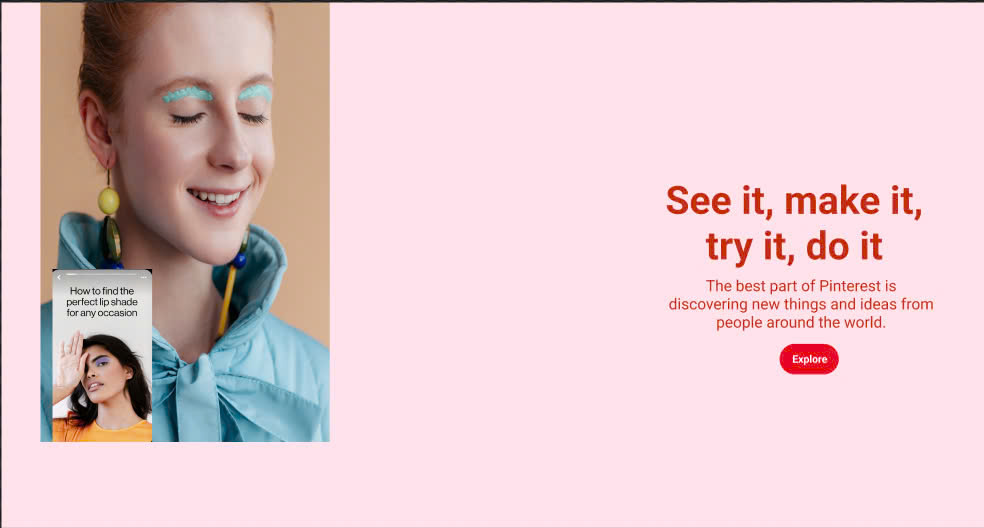 How to find the
perfect lip shade
for any occasion
See it, make it,
try it, do it
The best part of Pinterest is
discovering new things and ideas from
people around the world.
Explore